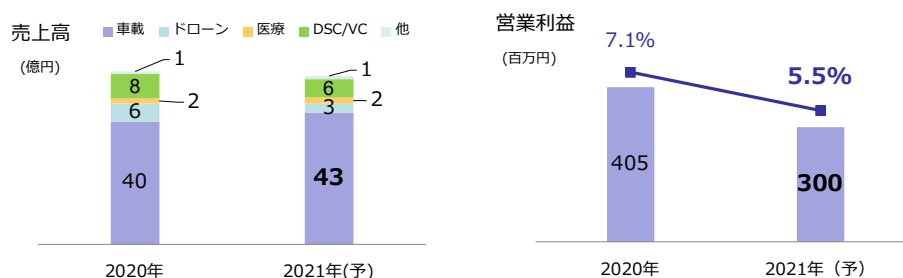 売上高
(億円)
車載 ドローン 医療 DSC/VC 他
1
8
2
6
40
2020年
1
6
2
3
43
2021年(予)
営業利益
(百万円)
7.1%
5.5%
405
300
2020年
2021年（予）